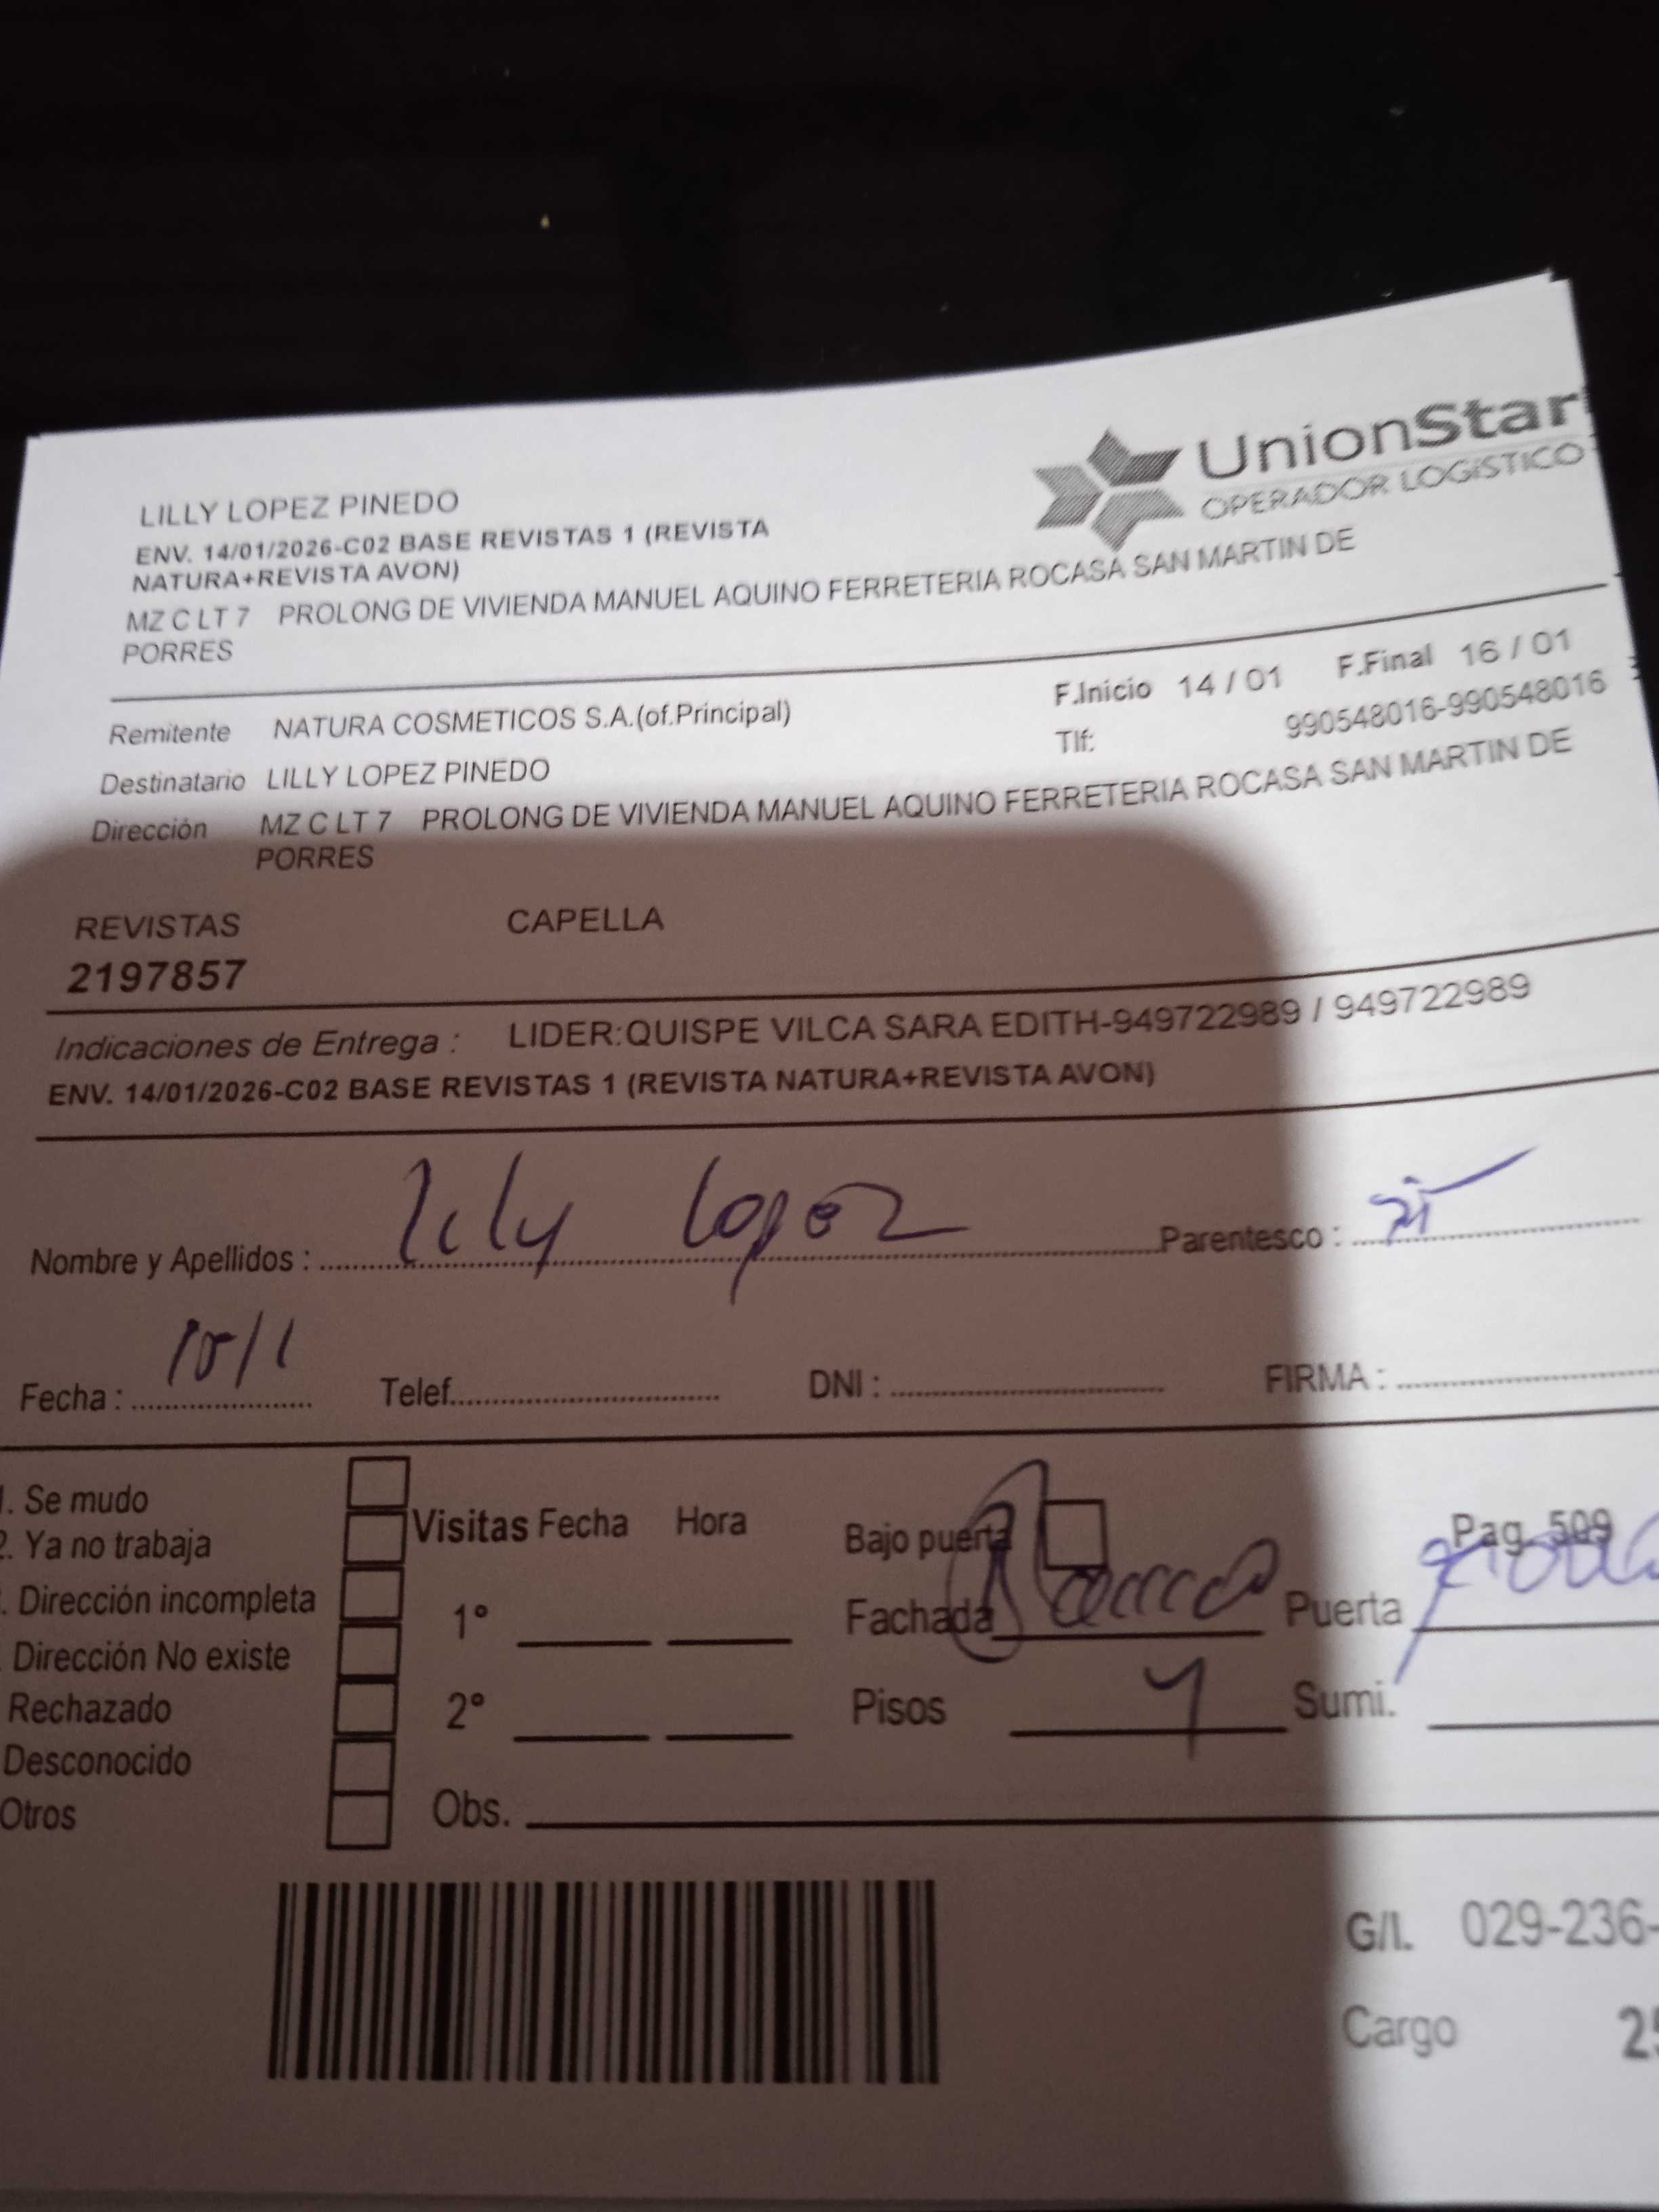 UnionStar
OPERADOR LOGISTICO
LILLY LOPEZ PINEDO
ENV. 14/01/2026-C02 BASE REVISTAS 1 (REVISTA
NATURA+REVISTA AVON)
MZ C LT 7 PROLONG DE VIVIENDA MANUEL AQUINO FERRETERIA ROCASA SAN MARTIN DE
PORRES
F.Inicio 14 / 01 F.Final 16 / 01
Remitente NATURA COSMETICOS S.A.(of.Principal)
Tlf: 990548016-990548016
Destinatario LILLY LOPEZ PINEDO
Dirección MZ C LT 7 PROLONG DE VIVIENDA MANUEL AQUINO FERRETERIA ROCASA SAN MARTIN DE
PORRES
REVISTAS CAPELLA
2197857
Indicaciones de Entrega : LIDER:QUISPE VILCA SARA EDITH-949722989 / 949722989
ENV. 14/01/2026-C02 BASE REVISTAS 1 (REVISTA NATURA+REVISTA AVON)
Nombre y Apellidos : lily lopez Parentesco :
Fecha : 15/1 Telef. DNI : FIRMA :
1. Se mudo
2. Ya no trabaja
. Dirección incompleta
. Dirección No existe
Rechazado
Desconocido
Otros
Visitas Fecha Hora
1°
2°
Obs.
Bajo puerta Pag. 509
Fachada Puerta
Pisos Sumi.
G/I. 029-236-
Cargo 25